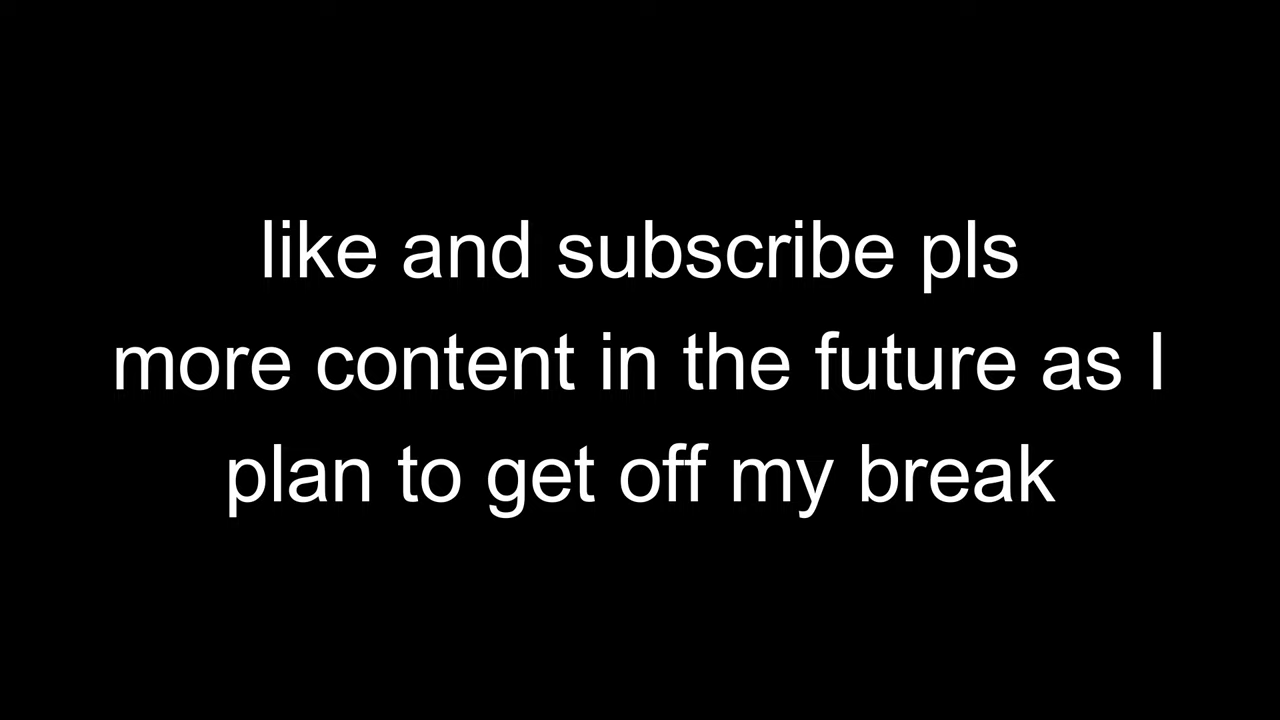 like and subscribe pls
more content in the future as I
plan to get off my break